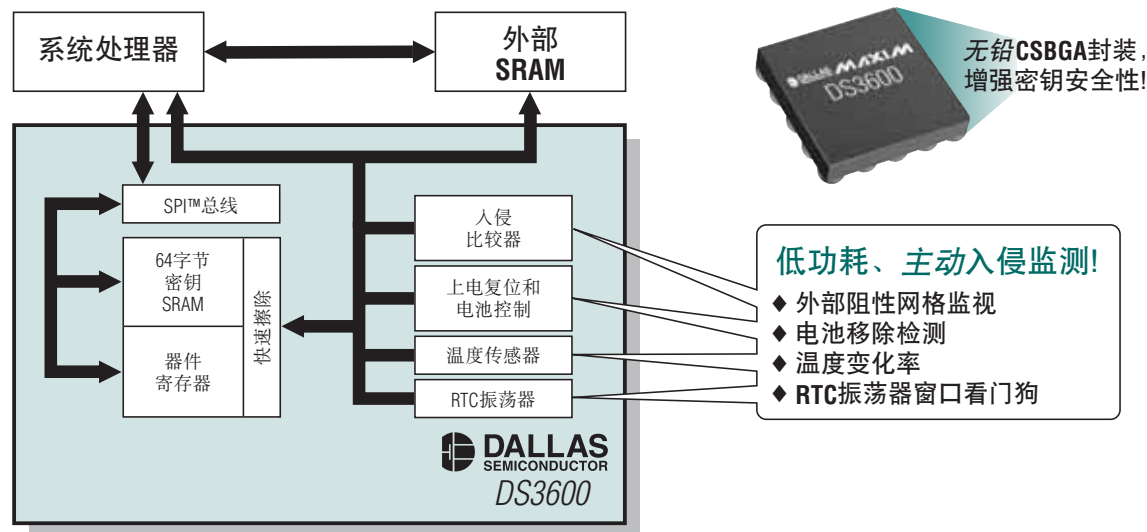 系统处理器
外部
SRAM
DALLAS MAXIM
DS3600
无铅CSBGA封装，
增强密钥安全性!
SPI™总线
64字节
密钥
SRAM
器件
寄存器
快速擦除
入侵
比较器
上电复位和
电池控制
温度传感器
RTC振荡器
低功耗、主动入侵监测!
◆ 外部阻性网格监视
◆ 电池移除检测
◆ 温度变化率
◆ RTC振荡器窗口看门狗
DALLAS
SEMICONDUCTOR
DS3600